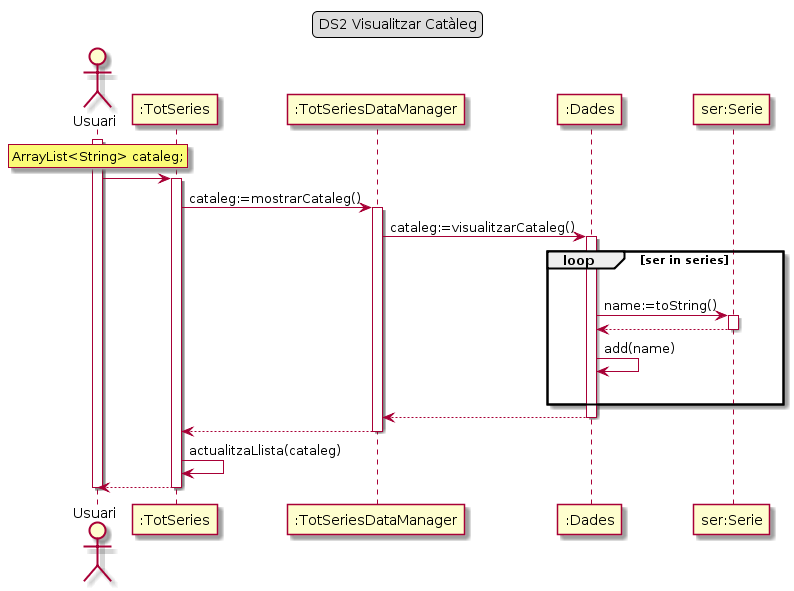 DS2 Visualitzar Catàleg
Usuari
:TotSeries
:TotSeriesDataManager
:Dades
ser:Serie
ArrayList<String> cataleg;
cataleg:=mostrarCataleg()
cataleg:=visualitzarCataleg()
loop
[ser in series]
name:=toString()
add(name)
actualitzaLlista(cataleg)
Usuari
:TotSeries
:TotSeriesDataManager
:Dades
ser:Serie